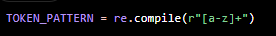 TOKEN_PATTERN = re.compile(r"[a-z]+")